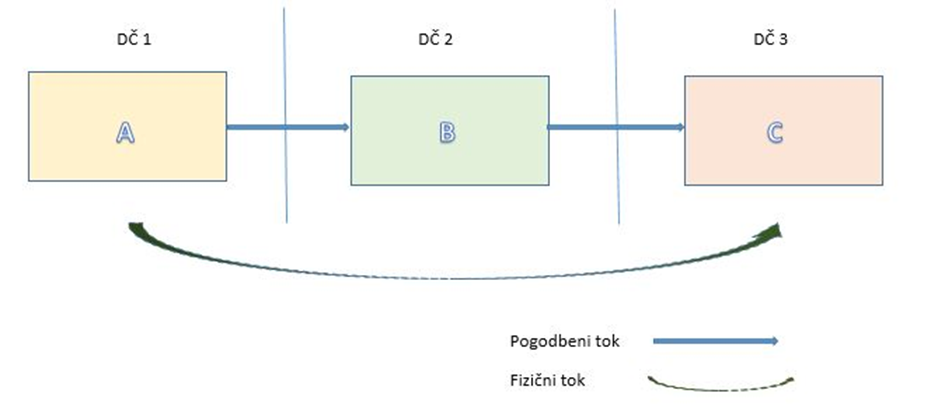 DČ 1
DČ 2
DČ 3
A
B
C
Pogodbeni tok
Fizični tok